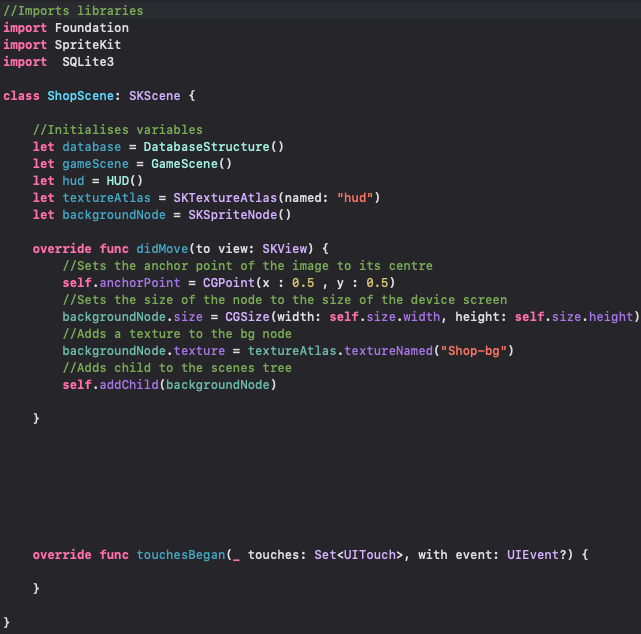 //Imports libraries
import Foundation
import SpriteKit
import  SQLite3
class ShopScene: SKScene {
    //Initialises variables
    let database = DatabaseStructure()
    let gameScene = GameScene()
    let hud = HUD()
    let textureAtlas = SKTextureAtlas(named: "hud")
    let backgroundNode = SKSpriteNode()
    override func didMove(to view: SKView) {
        //Sets the anchor point of the image to its centre
        self.anchorPoint = CGPoint(x : 0.5 , y : 0.5)
        //Sets the size of the node to the size of the device screen
        backgroundNode.size = CGSize(width: self.size.width, height: self.size.height)
        //Adds a texture to the bg node
        backgroundNode.texture = textureAtlas.textureNamed("Shop-bg")
        //Adds child to the scenes tree
        self.addChild(backgroundNode)
    }
    override func touchesBegan(_ touches: Set<UITouch>, with event: UIEvent?) {
    }
}